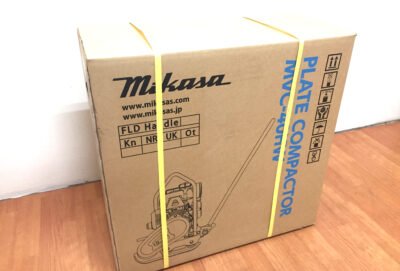 Mikasa
www.mikasas.com
www.mikasas.jp
FLD Handle
Kn NR UK Ot
PLATE COMPACTOR